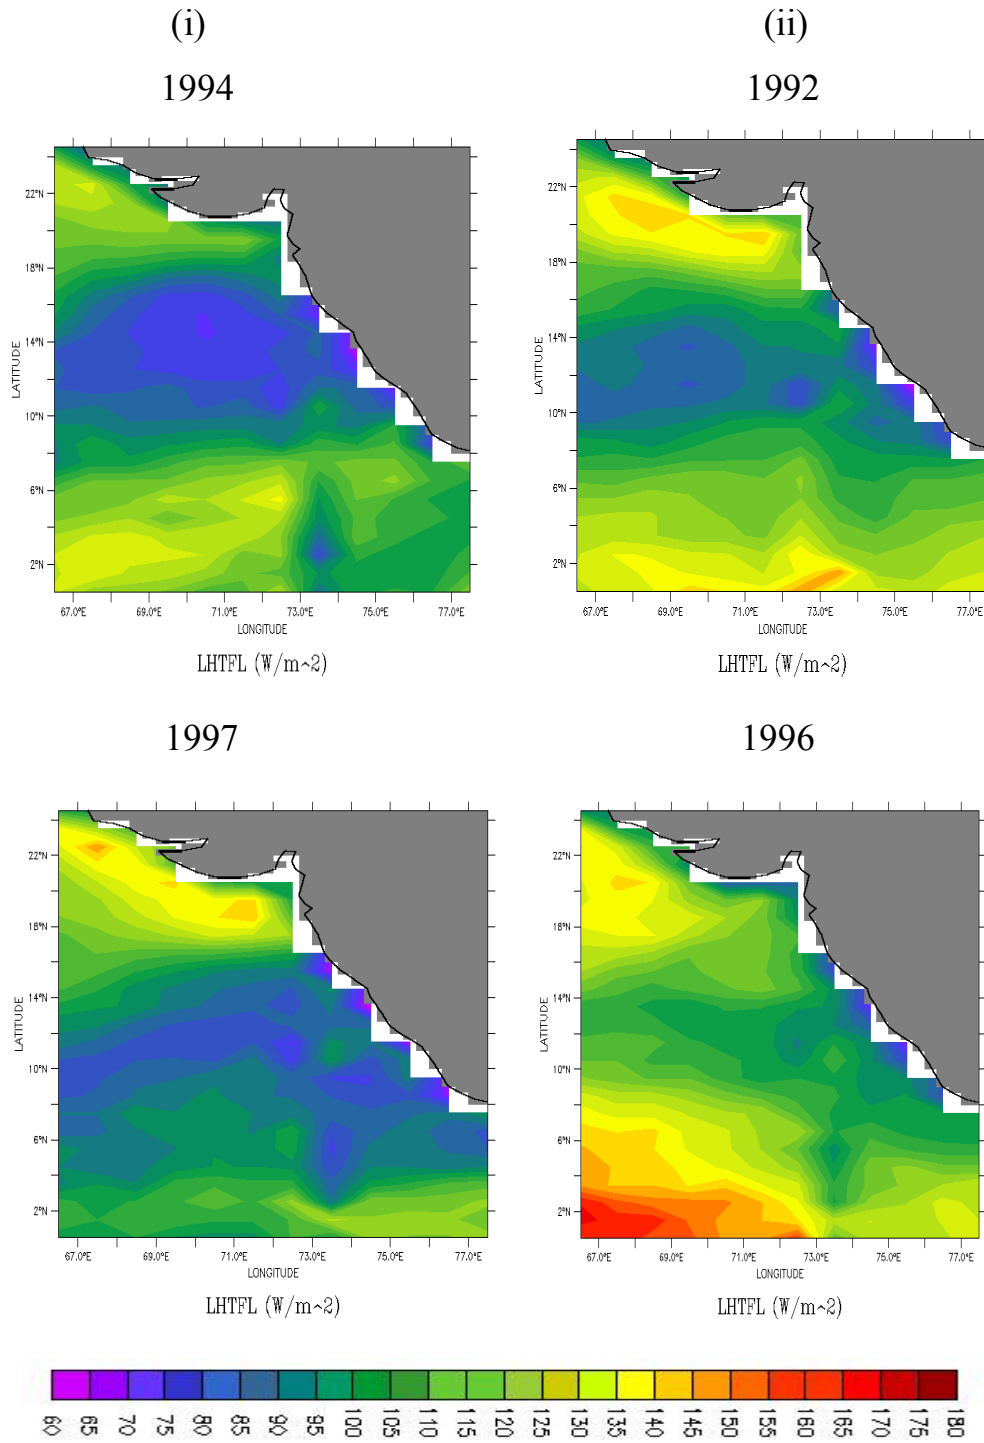 (i) (ii)
1994 1992
22°N
18°N
14°N
10°N
6°N
2°N
LATITUDE
67.0°E 69.0°E 71.0°E 73.0°E 75.0°E 77.0°E
LONGITUDE
LHTFL (W/m^2)
22°N
18°N
14°N
10°N
6°N
2°N
LATITUDE
67.0°E 69.0°E 71.0°E 73.0°E 75.0°E 77.0°E
LONGITUDE
LHTFL (W/m^2)
1997 1996
22°N
18°N
14°N
10°N
6°N
2°N
LATITUDE
67.0°E 69.0°E 71.0°E 73.0°E 75.0°E 77.0°E
LONGITUDE
LHTFL (W/m^2)
22°N
18°N
14°N
10°N
6°N
2°N
LATITUDE
67.0°E 69.0°E 71.0°E 73.0°E 75.0°E 77.0°E
LONGITUDE
LHTFL (W/m^2)
60 65 70 75 80 85 90 95 100 105 110 115 120 125 130 135 140 145 150 155 160 165 170 175 180